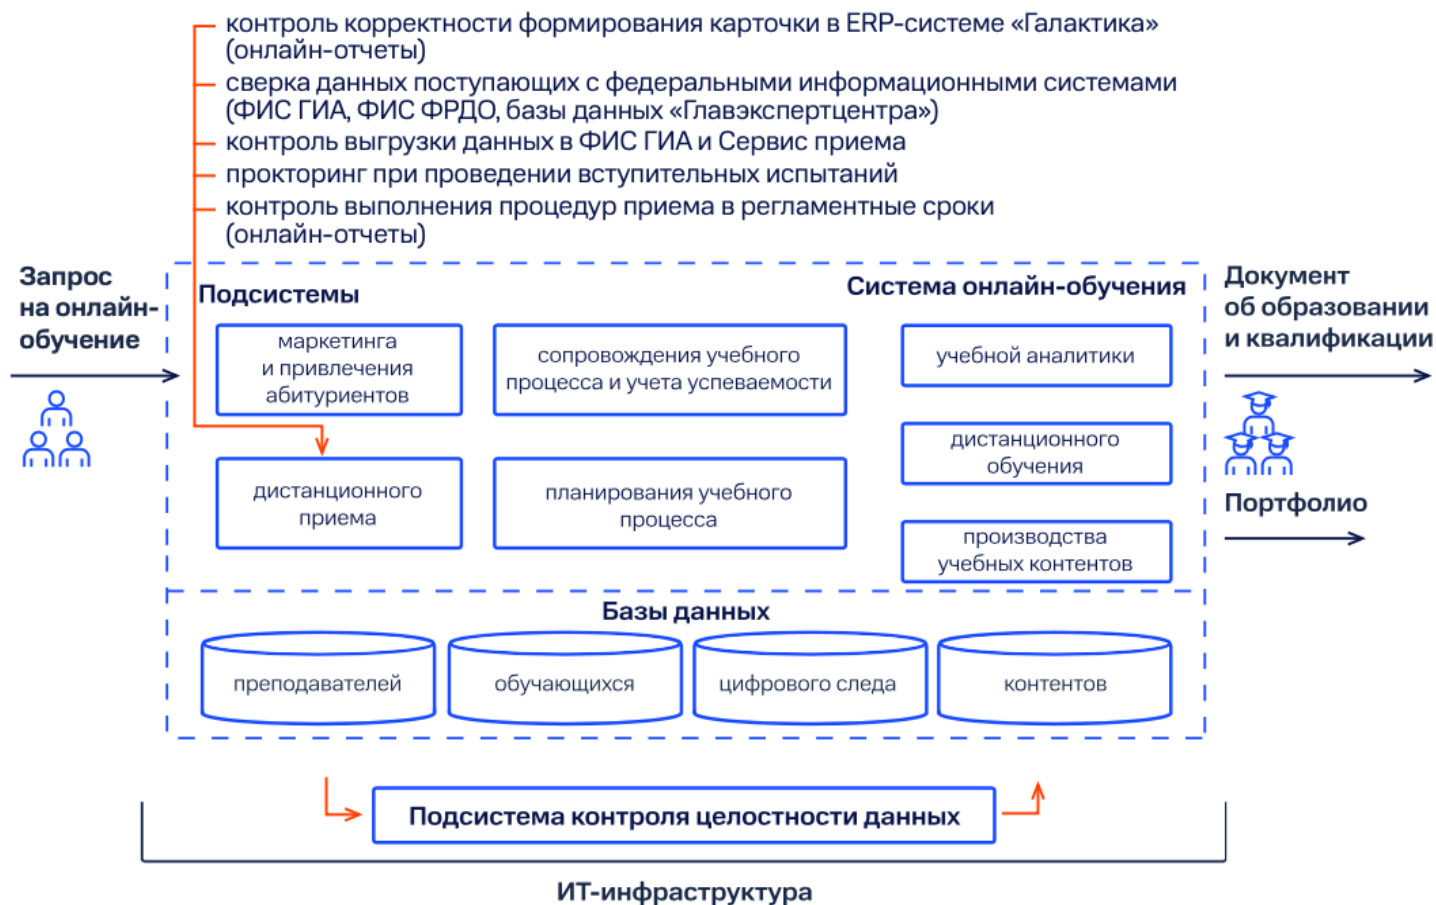 контроль корректности формирования карточки в ERP-системе «Галактика»
(онлайн-отчеты)
сверка данных поступающих с федеральными информационными системами
(ФИС ГИА, ФИС ФРДО, базы данных «Главэкспертцентра»)
контроль выгрузки данных в ФИС ГИА и Сервис приема
прокторинг при проведении вступительных испытаний
контроль выполнения процедур приема в регламентные сроки
(онлайн-отчеты)
Запрос
на онлайн-
обучение
Подсистемы
маркетинга
и привлечения
абитуриентов
сопровождения учебного
процесса и учета успеваемости
дистанционного
приема
планирования учебного
процесса
Система онлайн-обучения
учебной аналитики
дистанционного
обучения
производства
учебных контентов
Документ
об образовании
и квалификации
Портфолио
Базы данных
преподавателей
обучающихся
цифрового следа
контентов
Подсистема контроля целостности данных
ИТ-инфраструктура